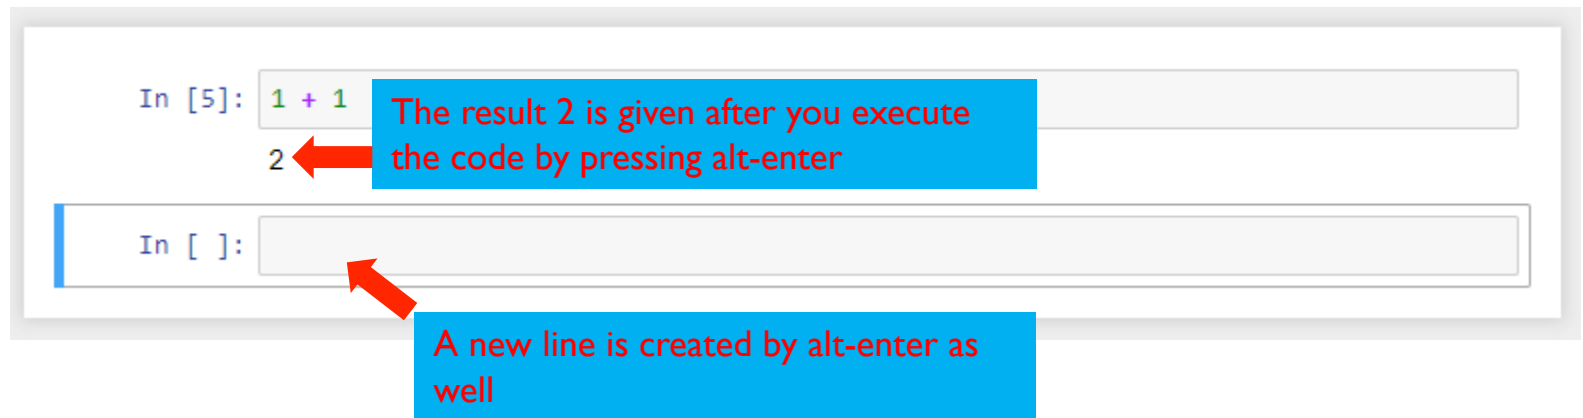 In [5]: 1 + 1
The result 2 is given after you execute
the code by pressing alt-enter
2
In [ ]:
A new line is created by alt-enter as
well